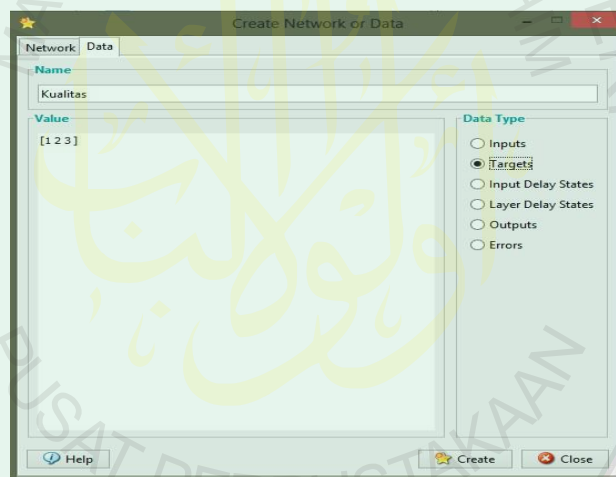 Create Network or Data
Network Data
Name
Kualitas
Value
[1 2 3]
Data Type
Inputs
Targets
Input Delay States
Layer Delay States
Outputs
Errors
Help
Create
Close